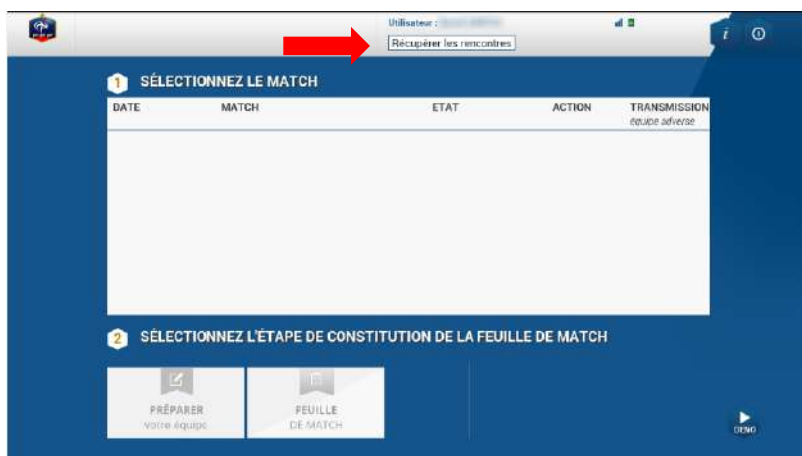 Utilisateur :
Récupérer les rencontres
i
1 SÉLECTIONNEZ LE MATCH
DATE MATCH ETAT ACTION TRANSMISSION
équipe adverse
2 SÉLECTIONNEZ L'ÉTAPE DE CONSTITUTION DE LA FEUILLE DE MATCH
PRÉPARER
votre équipe
FEUILLE
DE MATCH
DEMO